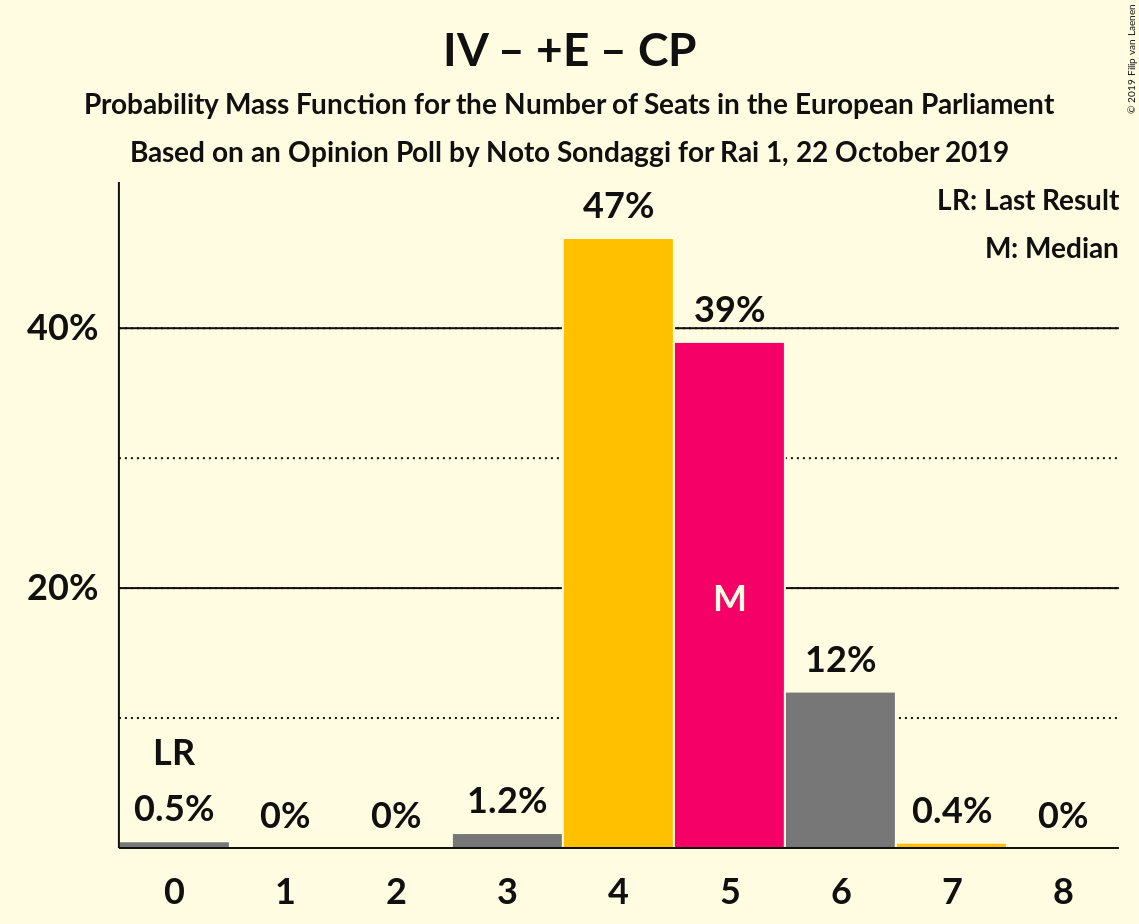 IV – +E – CP
Probability Mass Function for the Number of Seats in the European Parliament
Based on an Opinion Poll by Noto Sondaggi for Rai 1, 22 October 2019
© 2019 Filip van Laenen
LR: Last Result
M: Median
47%
39%
40%
20%
M
12%
LR
0.5%
0%
0%
1.2%
0.4%
0%
0 1 2 3 4 5 6 7 8